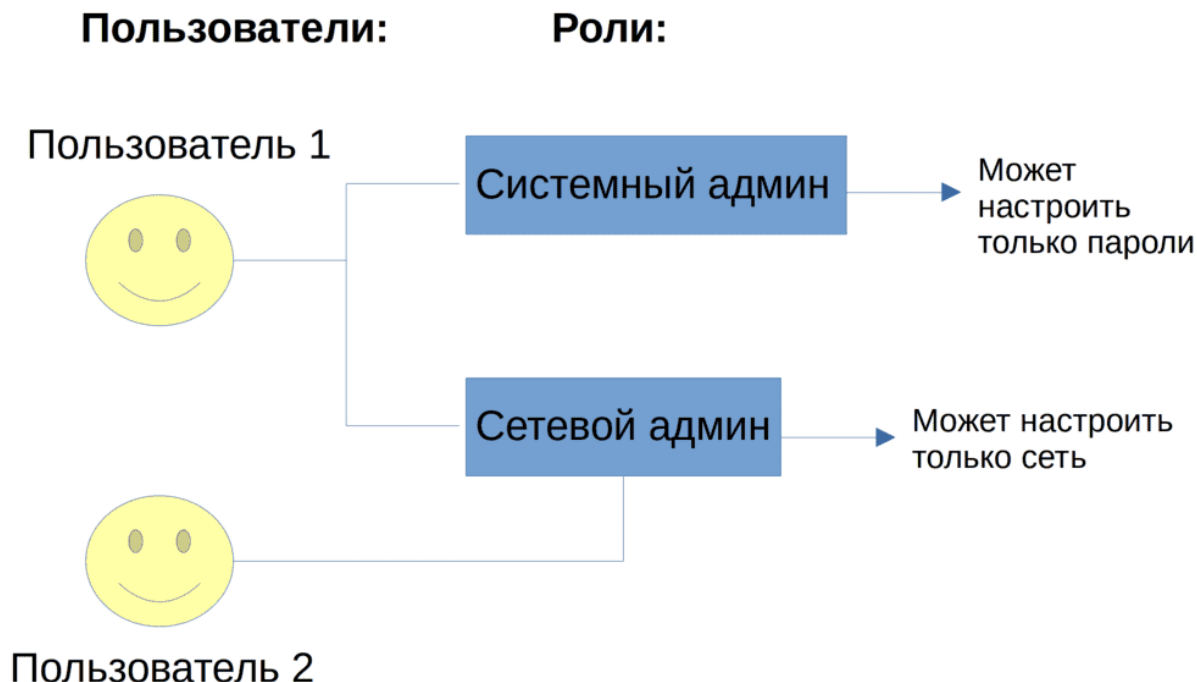 Пользователи:
Роли:
Пользователь 1
Системный админ
Может
настроить
только пароли
Сетевой админ
Может настроить
только сеть
Пользователь 2